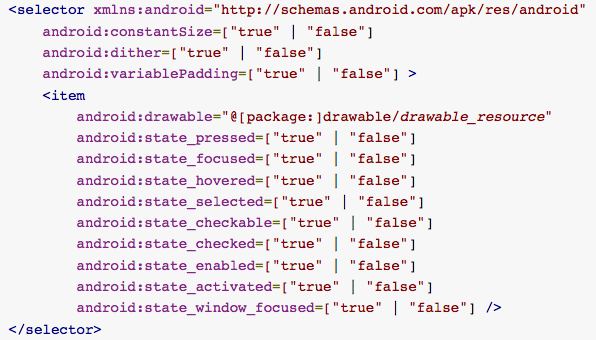 <selector xmlns:android="http://schemas.android.com/apk/res/android"
android:constantSize=["true" | "false"]
android:dither=["true" | "false"]
android:variablePadding=["true" | "false"] >
<item
android:drawable="@[package:]drawable/drawable_resource"
android:state_pressed=["true" | "false"]
android:state_focused=["true" | "false"]
android:state_hovered=["true" | "false"]
android:state_selected=["true" | "false"]
android:state_checkable=["true" | "false"]
android:state_checked=["true" | "false"]
android:state_enabled=["true" | "false"]
android:state_activated=["true" | "false"]
android:state_window_focused=["true" | "false"] />
</selector>